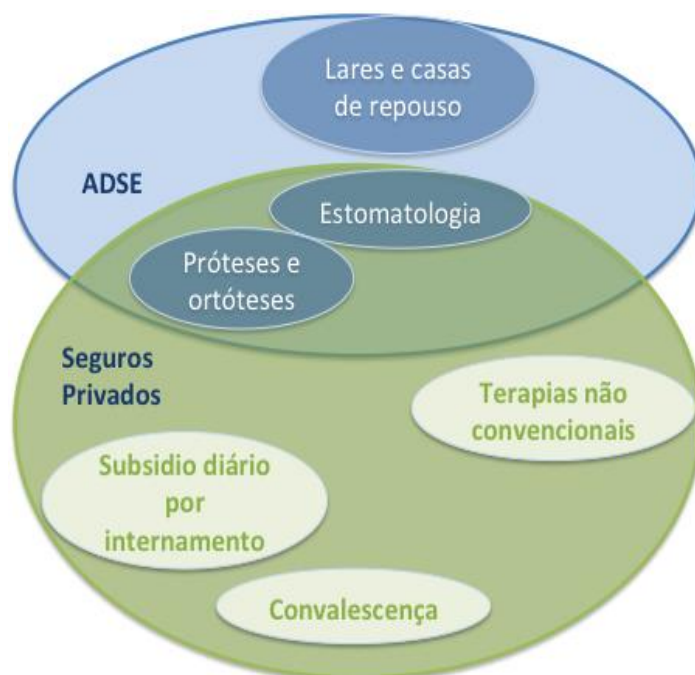 Lares e casas
de repouso
ADSE
Estomatologia
Próteses e
ortóteses
Seguros
Privados
Terapias não
convencionais
Subsidio diário
por
internamento
Convalescença